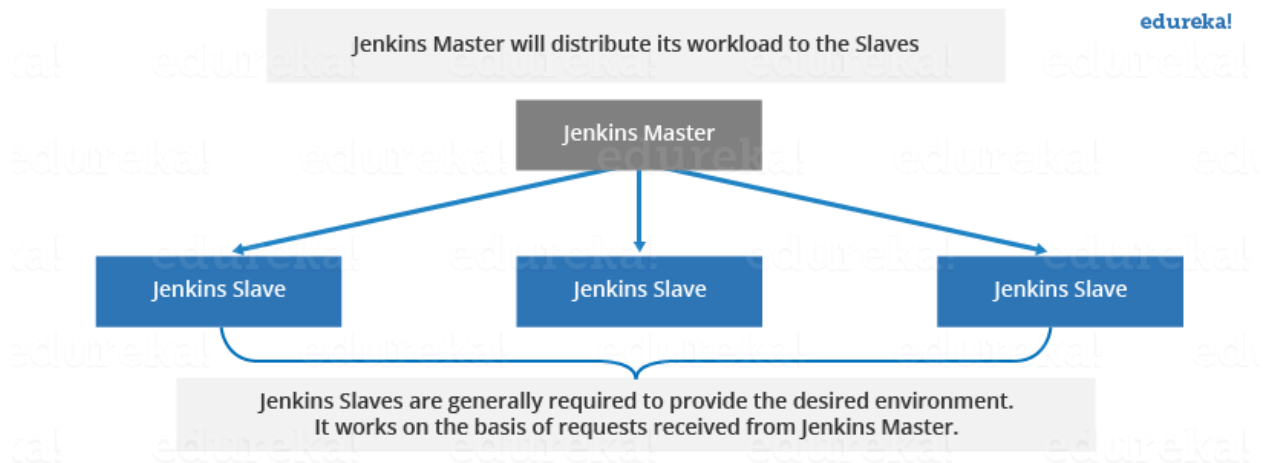 edureka!
Jenkins Master will distribute its workload to the Slaves
Jenkins Master
Jenkins Slave
Jenkins Slave
Jenkins Slave
Jenkins Slaves are generally required to provide the desired environment.
It works on the basis of requests received from Jenkins Master.